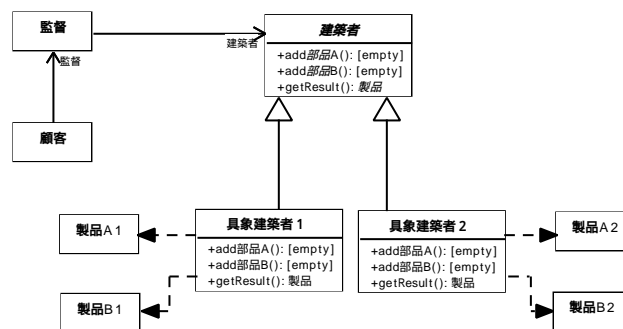 監督
建築者
+add部品A(): [empty]
+add部品B(): [empty]
+getResult(): 製品
建築者
監督
顧客
製品A1
具象建築者1
+add部品A(): [empty]
+add部品B(): [empty]
+getResult(): 製品
具象建築者2
+add部品A(): [empty]
+add部品B(): [empty]
+getResult(): 製品
製品A2
製品B1
製品B2